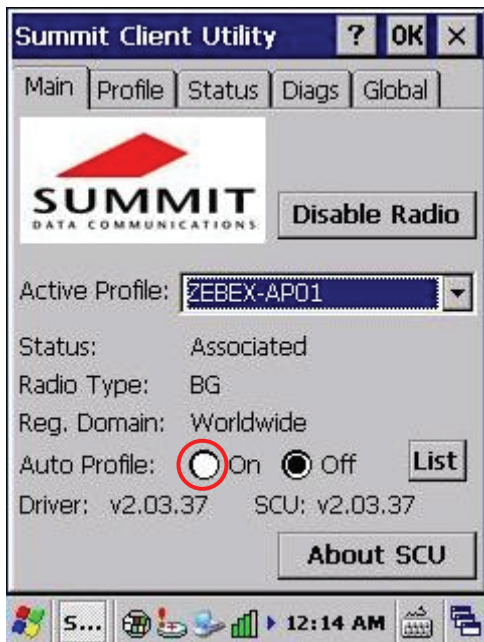 Summit Client Utility ? OK ×
Main Profile Status Diags Global
SUMMIT
DATA COMMUNICATIONS
Disable Radio
Active Profile: ZEBEX-AP01
Status: Associated
Radio Type: BG
Reg. Domain: Worldwide
Auto Profile: On Off List
Driver: v2.03.37 SCU: v2.03.37
About SCU
S... 12:14 AM